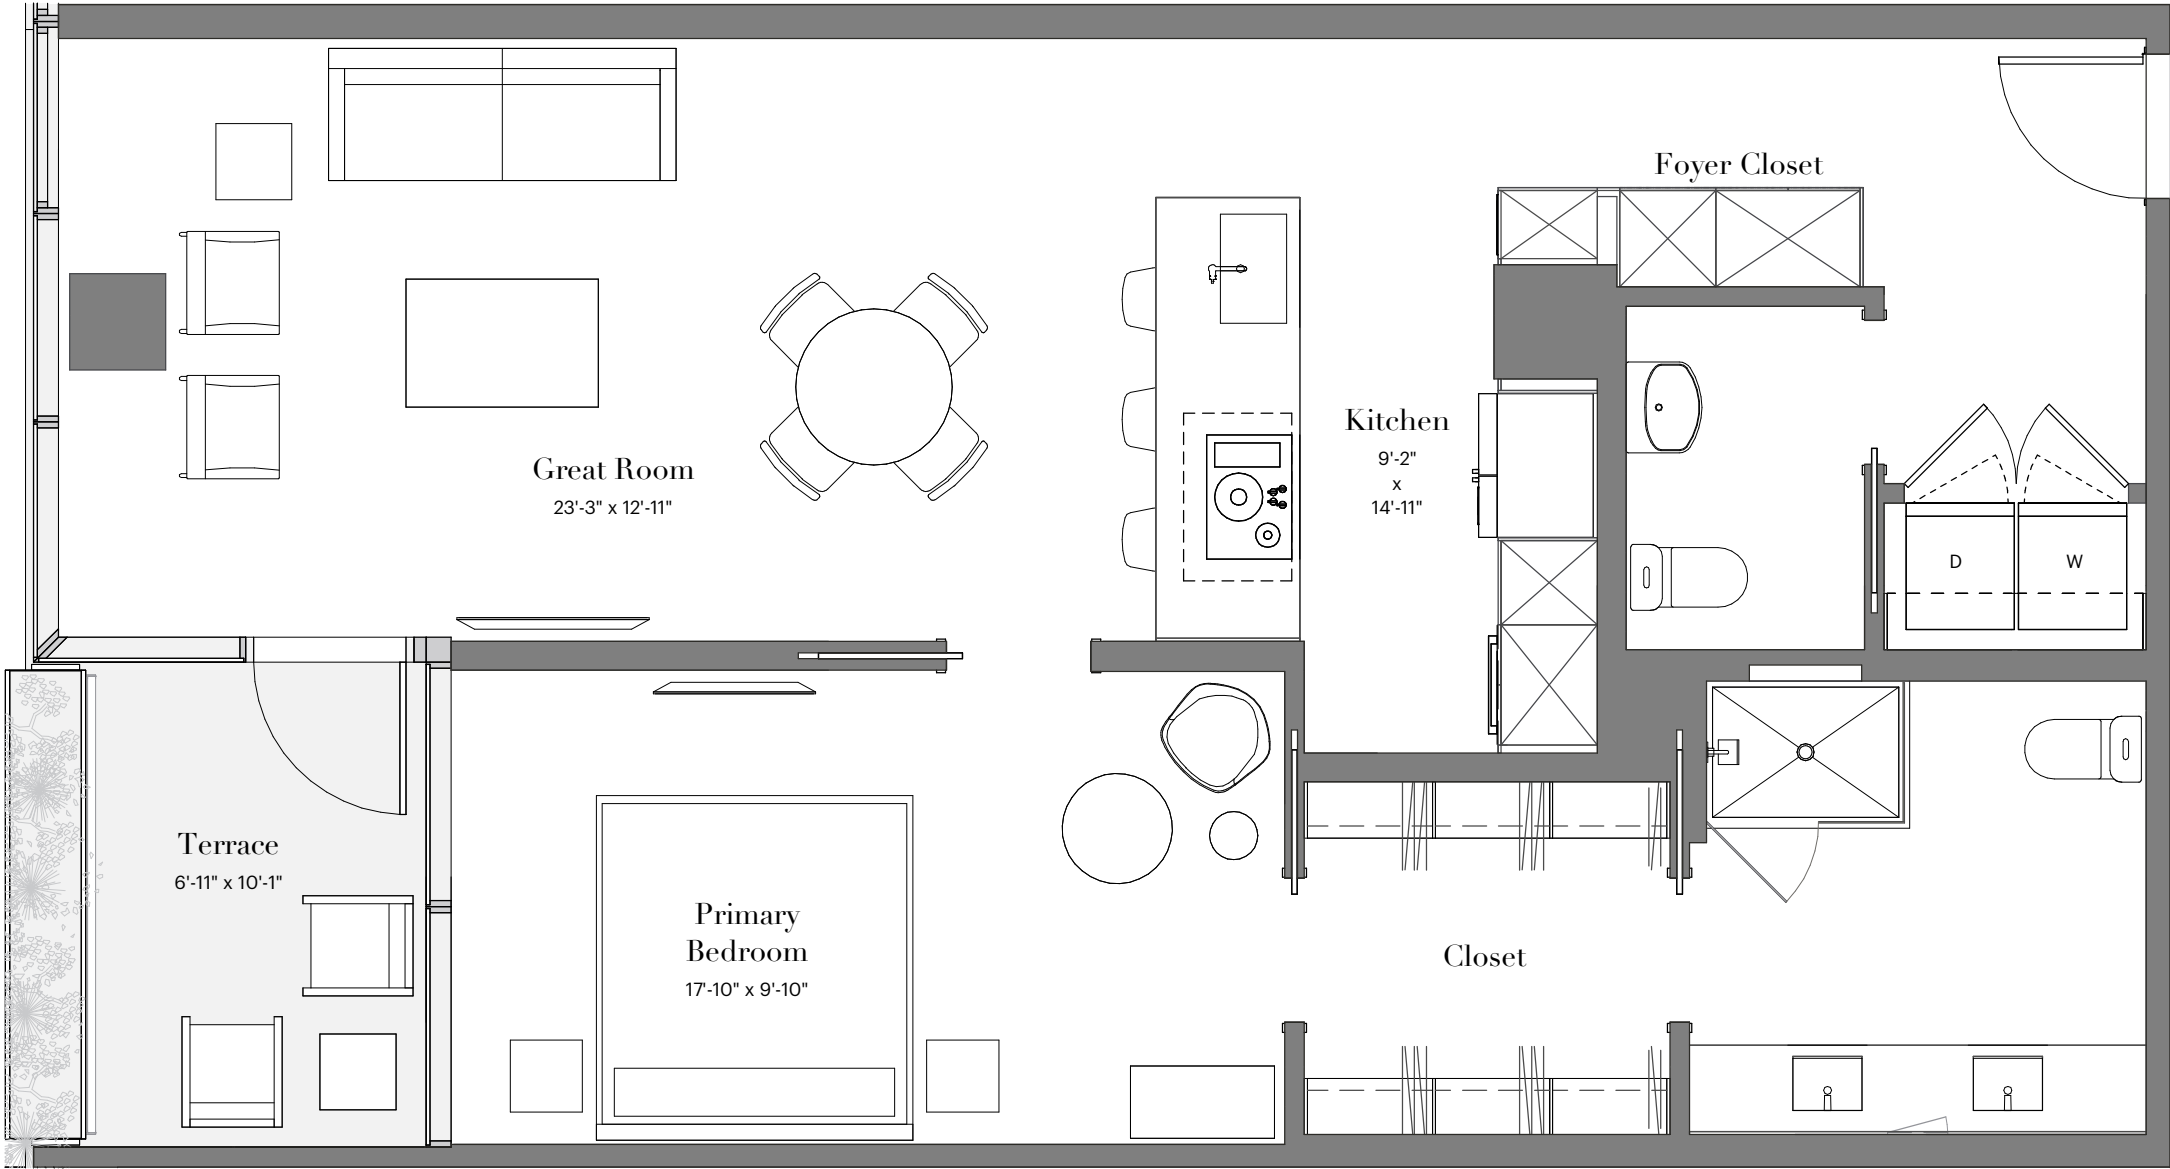 Foyer Closet
Kitchen
9'-2"
x
14'-11"
Great Room
23'-3" x 12'-11"
D
W
Terrace
6'-11" x 10'-1"
Primary
Bedroom
17'-10" x 9'-10"
Closet